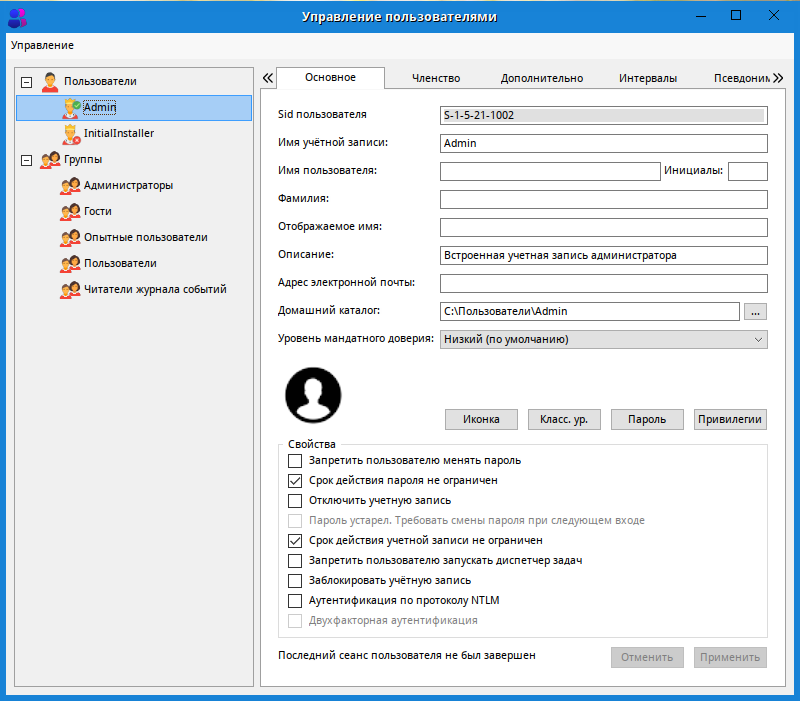 Управление пользователями
Управление
Пользователи
Admin
InitialInstaller
Группы
Администраторы
Гости
Опытные пользователи
Пользователи
Читатели журнала событий
Основное Членство Дополнительно Интервалы Псевдоним
Sid пользователя S-1-5-21-1002
Имя учётной записи: Admin
Имя пользователя: Инициалы:
Фамилия:
Отображаемое имя:
Описание: Встроенная учетная запись администратора
Адрес электронной почты:
Домашний каталог: C:\Пользователи\Admin ...
Уровень мандатного доверия: Низкий (по умолчанию)
Иконка Класс. ур. Пароль Привилегии
Свойства
Запретить пользователю менять пароль
Срок действия пароля не ограничен
Отключить учетную запись
Пароль устарел. Требовать смены пароля при следующем входе
Срок действия учетной записи не ограничен
Запретить пользователю запускать диспетчер задач
Заблокировать учётную запись
Аутентификация по протоколу NTLM
Двухфакторная аутентификация
Последний сеанс пользователя не был завершен
Отменить Применить